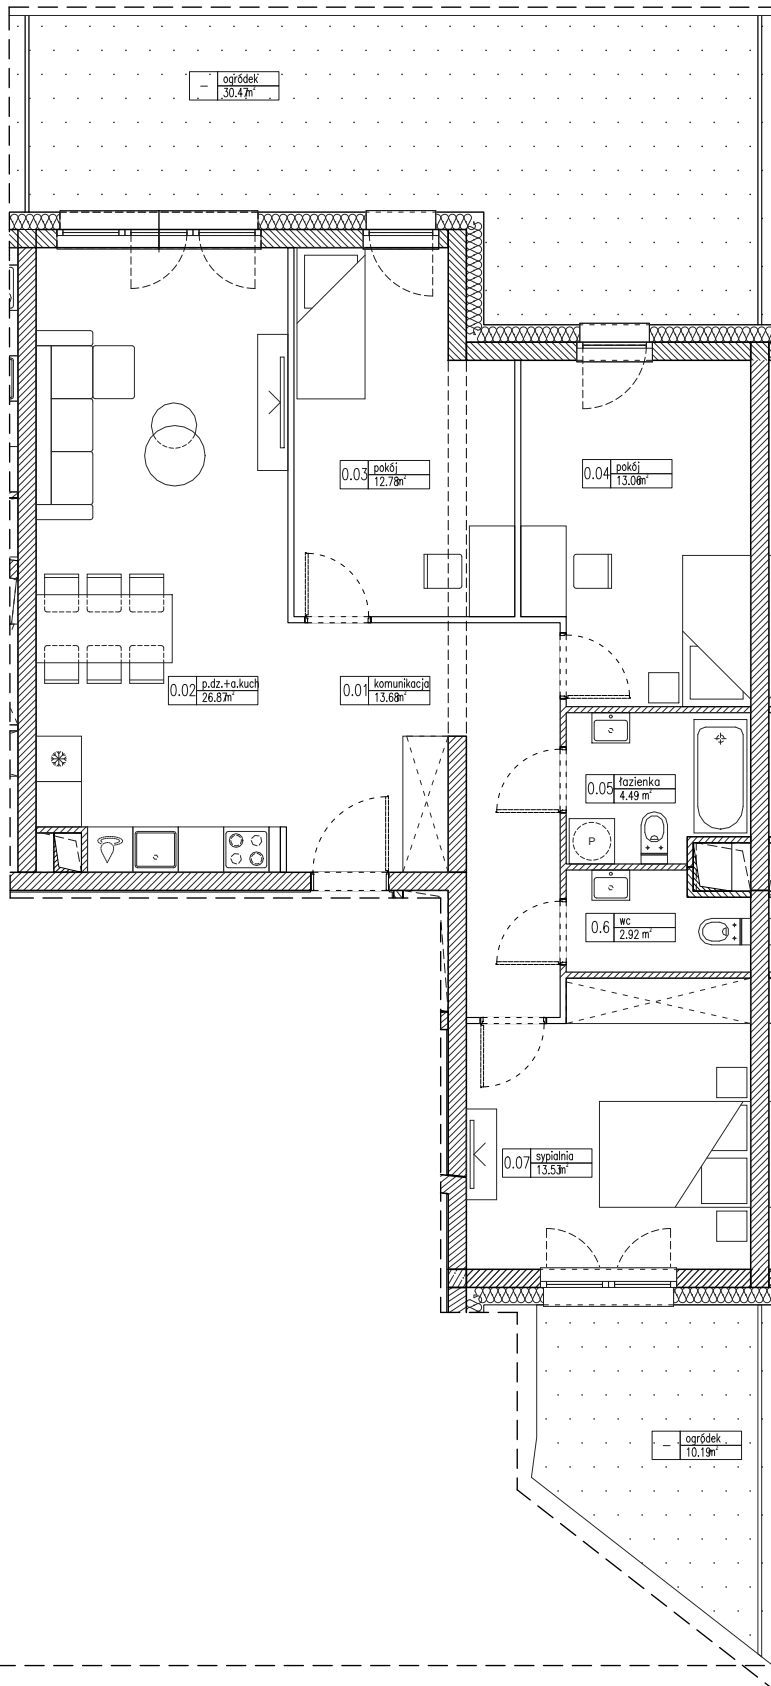 – ogródek
30.47m²
0.03 pokój
12.78m²
0.04 pokój
13.06m²
0.02 p.dz.+a.kuch
26.87m²
0.01 komunikacja
13.68m²
0.05 łazienka
4.49 m²
P
0.6 wc
2.92 m²
0.07 sypialnia
13.53m²
– ogródek
10.19m²